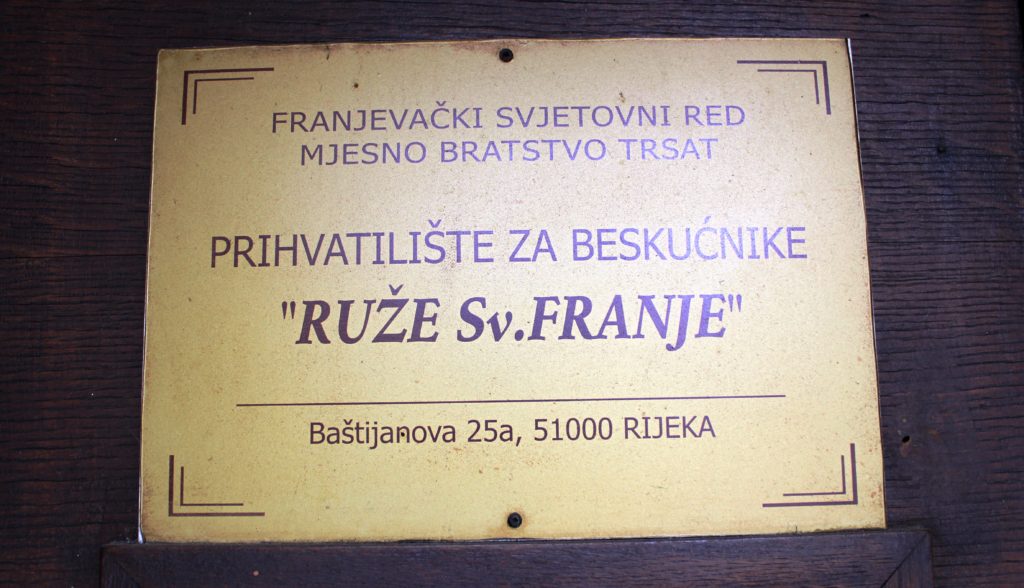 FRANJEVAČKI SVJETOVNI RED
MJESNO BRATSTVO TRSAT
PRIHVATILIŠTE ZA BESKUĆNIKE
"RUŽE Sv.FRANJE"
Baštijanova 25a, 51000 RIJEKA